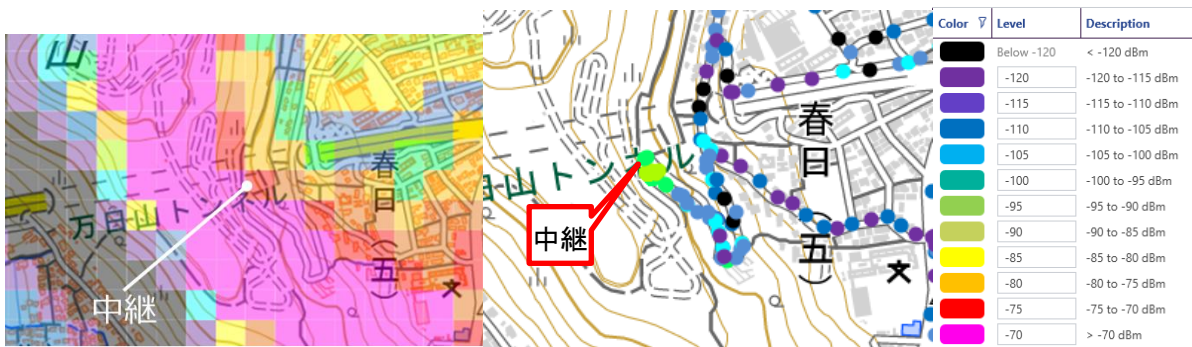 山
万日山トンネル
春日(五)
中継
万日山トンネル
春日(五)
中継
Color Level Description
Below -120 < -120 dBm
-120 -120 to -115 dBm
-115 -115 to -110 dBm
-110 -110 to -105 dBm
-105 -105 to -100 dBm
-100 -100 to -95 dBm
-95 -95 to -90 dBm
-90 -90 to -85 dBm
-85 -85 to -80 dBm
-80 -80 to -75 dBm
-75 -75 to -70 dBm
-70 > -70 dBm